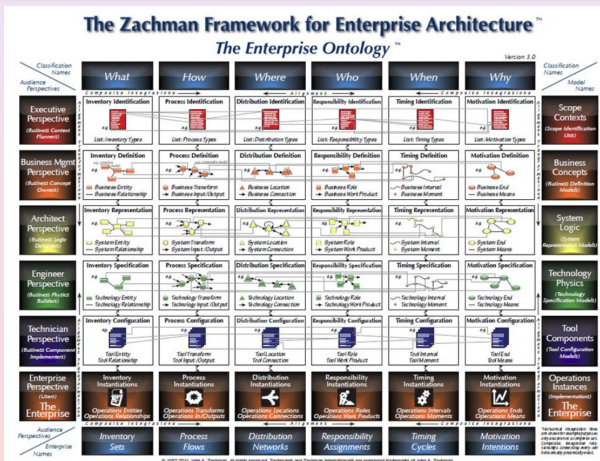 The Zachman Framework for Enterprise Architecture ™
The Enterprise Ontology ™
Version 3.0
Classification
Names
What
How
Where
Who
When
Why
Classification
Names
Audience
Perspectives
Composite Integrations
Alignment
Composite Integrations
Model
Names
Executive
Perspective
(Business Context
Planners)
Inventory Identification
Process Identification
Distribution Identification
Responsibility Identification
Timing Identification
Motivation Identification
e.g.
e.g.
e.g.
e.g.
e.g.
e.g.
List: Inventory Types
List: Process Types
List: Distribution Types
List: Responsibility Types
List: Timing Types
List: Motivation Types
Scope
Contexts
(Scope Identification
Lists)
Business Mgmt
Perspective
(Business Concept
Owners)
Inventory Definition
Process Definition
Distribution Definition
Responsibility Definition
Timing Definition
Motivation Definition
Business Entity
Business Relationship
Business Transform
Business Input /Output
Business Location
Business Connection
Business Role
Business Work Product
Business Interval
Business Moment
Business End
Business Means
Business
Concepts
(Business Definition
Models)
Architect
Perspective
(Business Logic
Designers)
Inventory Representation
Process Representation
Distribution Representation
Responsibility Representation
Timing Representation
Motivation Representation
System Entity
System Relationship
System Transform
System Input /Output
System Location
System Connection
System Role
System Work Product
System Interval
System Moment
System End
System Means
System
Logic
(System
Representation Models)
Engineer
Perspective
(Business Physics
Builders)
Inventory Specification
Process Specification
Distribution Specification
Responsibility Specification
Timing Specification
Motivation Specification
Technology Entity
Technology Relationship
Technology Transform
Technology Input /Output
Technology Location
Technology Connection
Technology Role
Technology Work Product
Technology Interval
Technology Moment
Technology End
Technology Means
Technology
Physics
(Technology
Specification Models)
Technician
Perspective
(Business Component
Implementers)
Inventory Configuration
Process Configuration
Distribution Configuration
Responsibility Configuration
Timing Configuration
Motivation Configuration
Tool Entity
Tool Relationship
Tool Transform
Tool Input /Output
Tool Location
Tool Connection
Tool Role
Tool Work Product
Tool Interval
Tool Moment
Tool End
Tool Means
Tool
Components
(Tool Configuration
Models)
Enterprise
Perspective
(Users)
The Enterprise
Inventory
Instantiations
Process
Instantiations
Distribution
Instantiations
Responsibility
Instantiations
Timing
Instantiations
Motivation
Instantiations
Operations Entities
Operations Relationships
Operations Transforms
Operations In/Outputs
Operations Locations
Operations Connections
Operations Roles
Operations Work Products
Operations Intervals
Operations Moments
Operations Ends
Operations Means
Operations
Instances
(Implementations)
The
Enterprise
Audience
Perspectives
Composite Integrations
Alignment
Composite Integrations
Enterprise
Names
Inventory
Sets
Process
Flows
Distribution
Networks
Responsibility
Assignments
Timing
Cycles
Motivation
Intentions